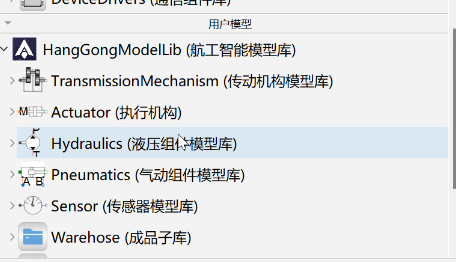 DeviceDrivers (通信组件库)
用户模型
HangGongModelLib (航工智能模型库)
TransmissionMechanism (传动机构模型库)
M Actuator (执行机构)
P
T
Hydraulics (液压组件模型库)
A B
Pneumatics (气动组件模型库)
Sensor (传感器模型库)
Warehose (成品子库)